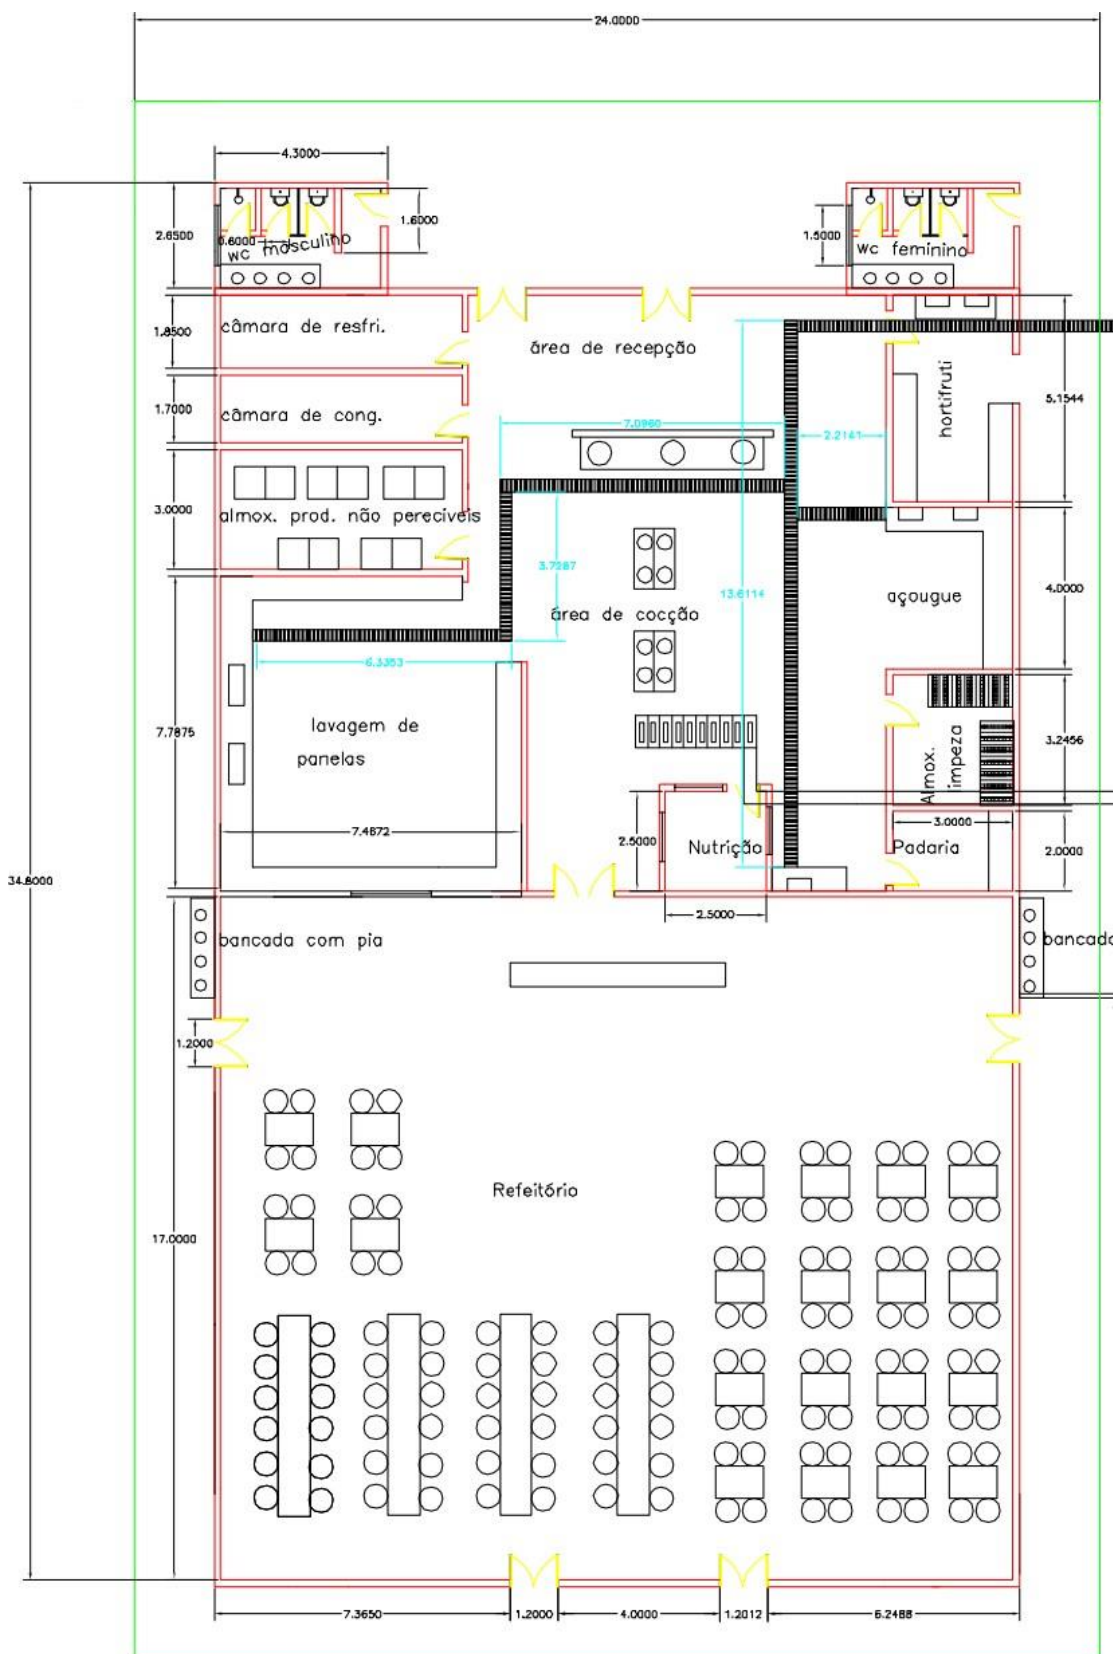 24.0000
4.3000
2.6500
0.6000
wc masculino
1.6000
1.5000
wc feminino
câmara de resfri.
1.8500
área de recepção
hortifruti
5.1544
câmara de cong.
1.7000
7.0960
2.2141
3.0000
almox. prod. não perecíveis
3.7287
13.6114
açougue
4.0000
área de cocção
6.3353
7.7875
lavagem de
panelas
Almox.
limpeza
3.2456
7.4672
2.5000
Nutrição
3.0000
Padaria
2.0000
34.8000
2.5000
bancada com pia
bancada
1.2000
Refeitório
17.0000
7.3650
1.2000
4.0000
1.2012
6.2488